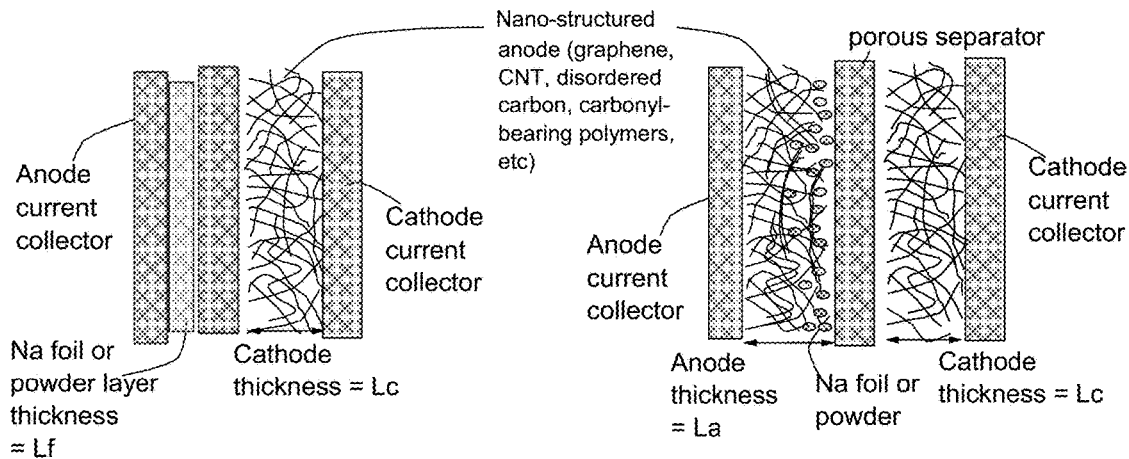 Nano-structured
anode (graphene,
CNT, disordered
carbon, carbonyl-
bearing polymers,
etc)
porous separator
Anode
current
collector
Cathode
current
collector
Anode
current
collector
Cathode
current
collector
Na foil or
powder layer
thickness
= Lf
Cathode
thickness = Lc
Anode
thickness
= La
Na foil or
powder
Cathode
thickness = Lc